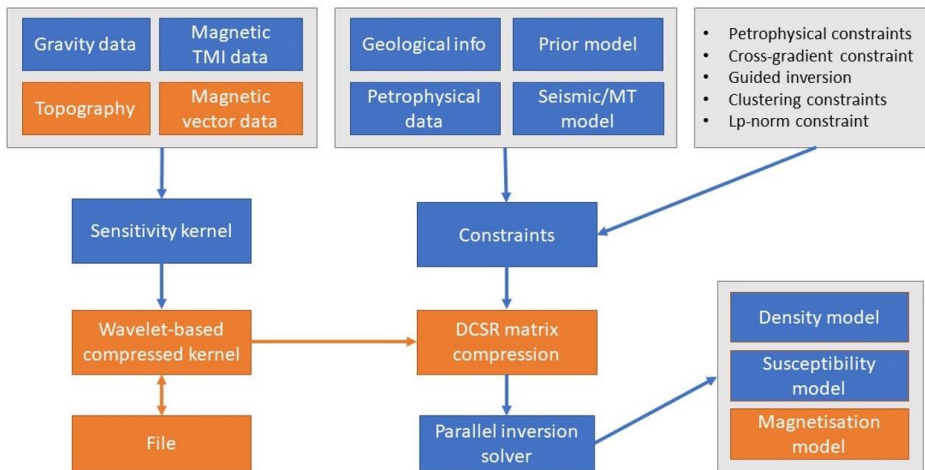 Gravity data
Magnetic
TMI data
Topography
Magnetic
vector data
Geological info
Prior model
Petrophysical
data
Seismic/MT
model
• Petrophysical constraints
• Cross-gradient constraint
• Guided inversion
• Clustering constraints
• Lp-norm constraint
Sensitivity kernel
Constraints
Wavelet-based
compressed kernel
DCSR matrix
compression
File
Parallel inversion
solver
Density model
Susceptibility
model
Magnetisation
model